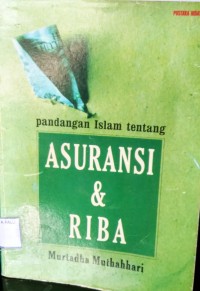 pandangan Islam tentang
ASURANSI
&
RIBA
Murtadha Muthahhari